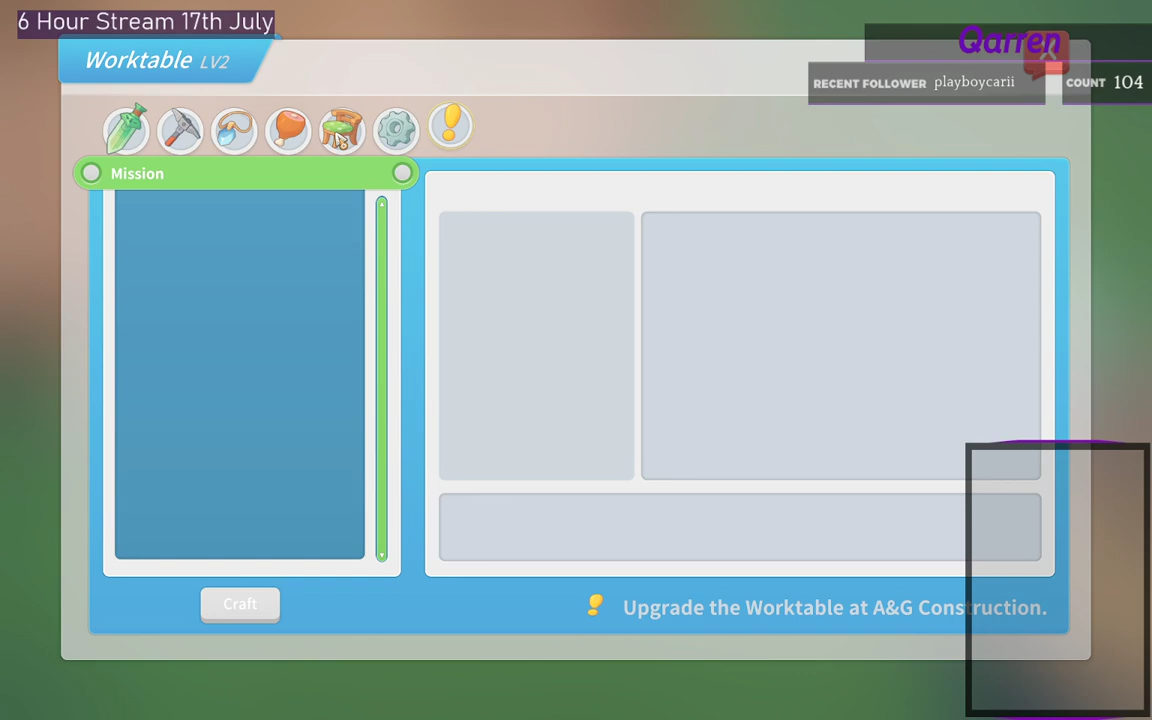 6 Hour Stream 17th July
Qarren
Worktable LV2
RECENT FOLLOWER playboycarii
COUNT 104
Mission
Craft
Upgrade the Worktable at A&G Construction.